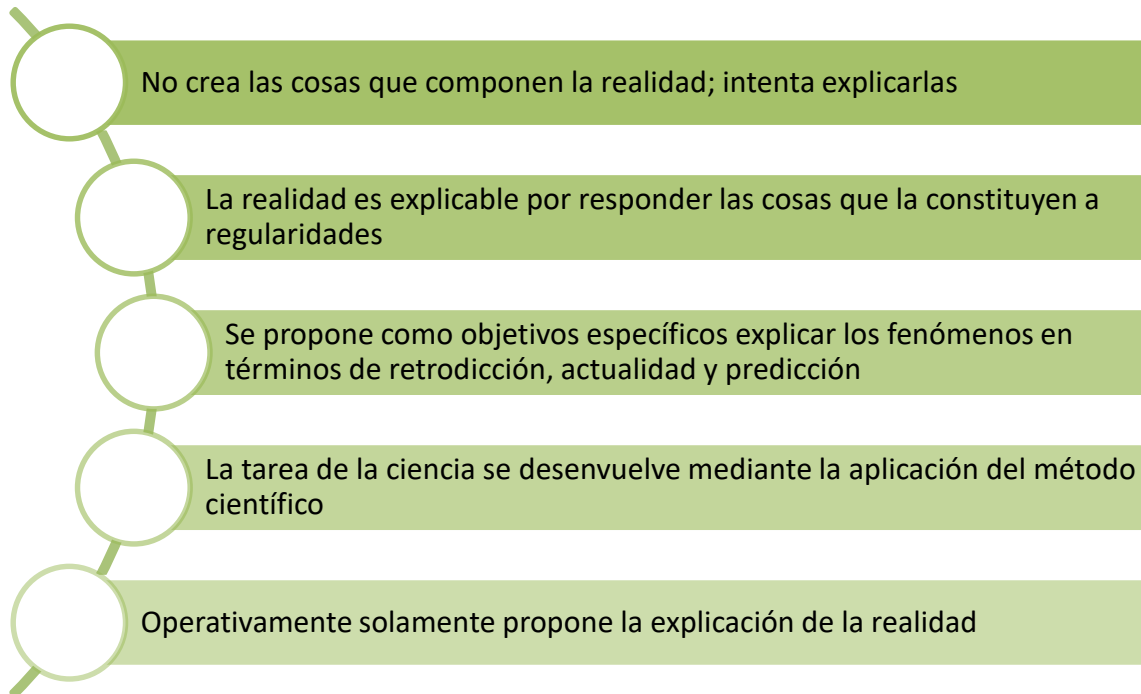 No crea las cosas que componen la realidad; intenta explicarlas
La realidad es explicable por responder las cosas que la constituyen a
regularidades
Se propone como objetivos específicos explicar los fenómenos en
términos de retrodicción, actualidad y predicción
La tarea de la ciencia se desenvuelve mediante la aplicación del método
científico
Operativamente solamente propone la explicación de la realidad